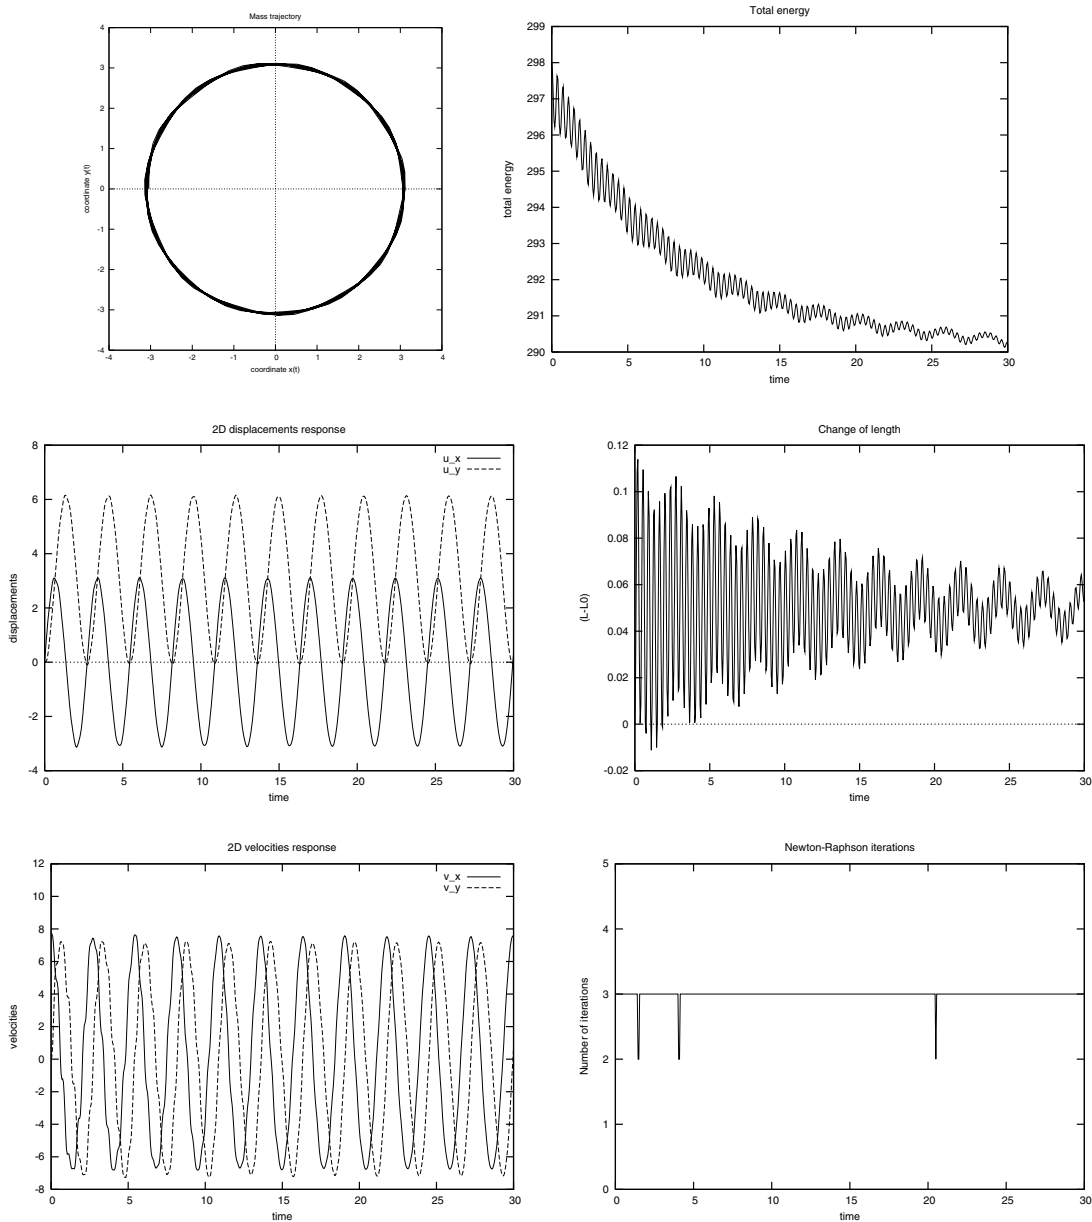 Mass trajectory
4
3
2
1
0
-1
-2
-3
-4
-4 -3 -2 -1 0 1 2 3 4
coordinate y(t)
coordinate x(t)
Total energy
299
298
297
296
295
294
293
292
291
290
0 5 10 15 20 25 30
total energy
time
2D displacements response
u_x
u_y
8
6
4
2
0
-2
-4
0 5 10 15 20 25 30
displacements
time
Change of length
0.12
0.1
0.08
0.06
0.04
0.02
0
-0.02
0 5 10 15 20 25 30
(L-L0)
time
2D velocities response
v_x
v_y
12
10
8
6
4
2
0
-2
-4
-6
-8
0 5 10 15 20 25 30
velocities
time
Newton-Raphson iterations
5
4
3
2
1
0
0 5 10 15 20 25 30
Number of iterations
time